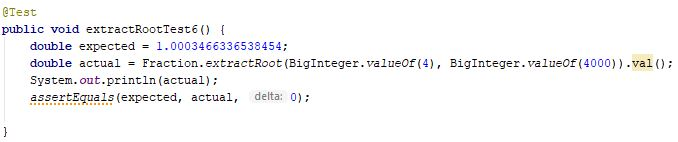 @Test
public void extractRootTest6() {
double expected = 1.0003466336538454;
double actual = Fraction.extractRoot(BigInteger.valueOf(4), BigInteger.valueOf(4000)).val();
System.out.println(actual);
assertEquals(expected, actual, delta: 0);
}